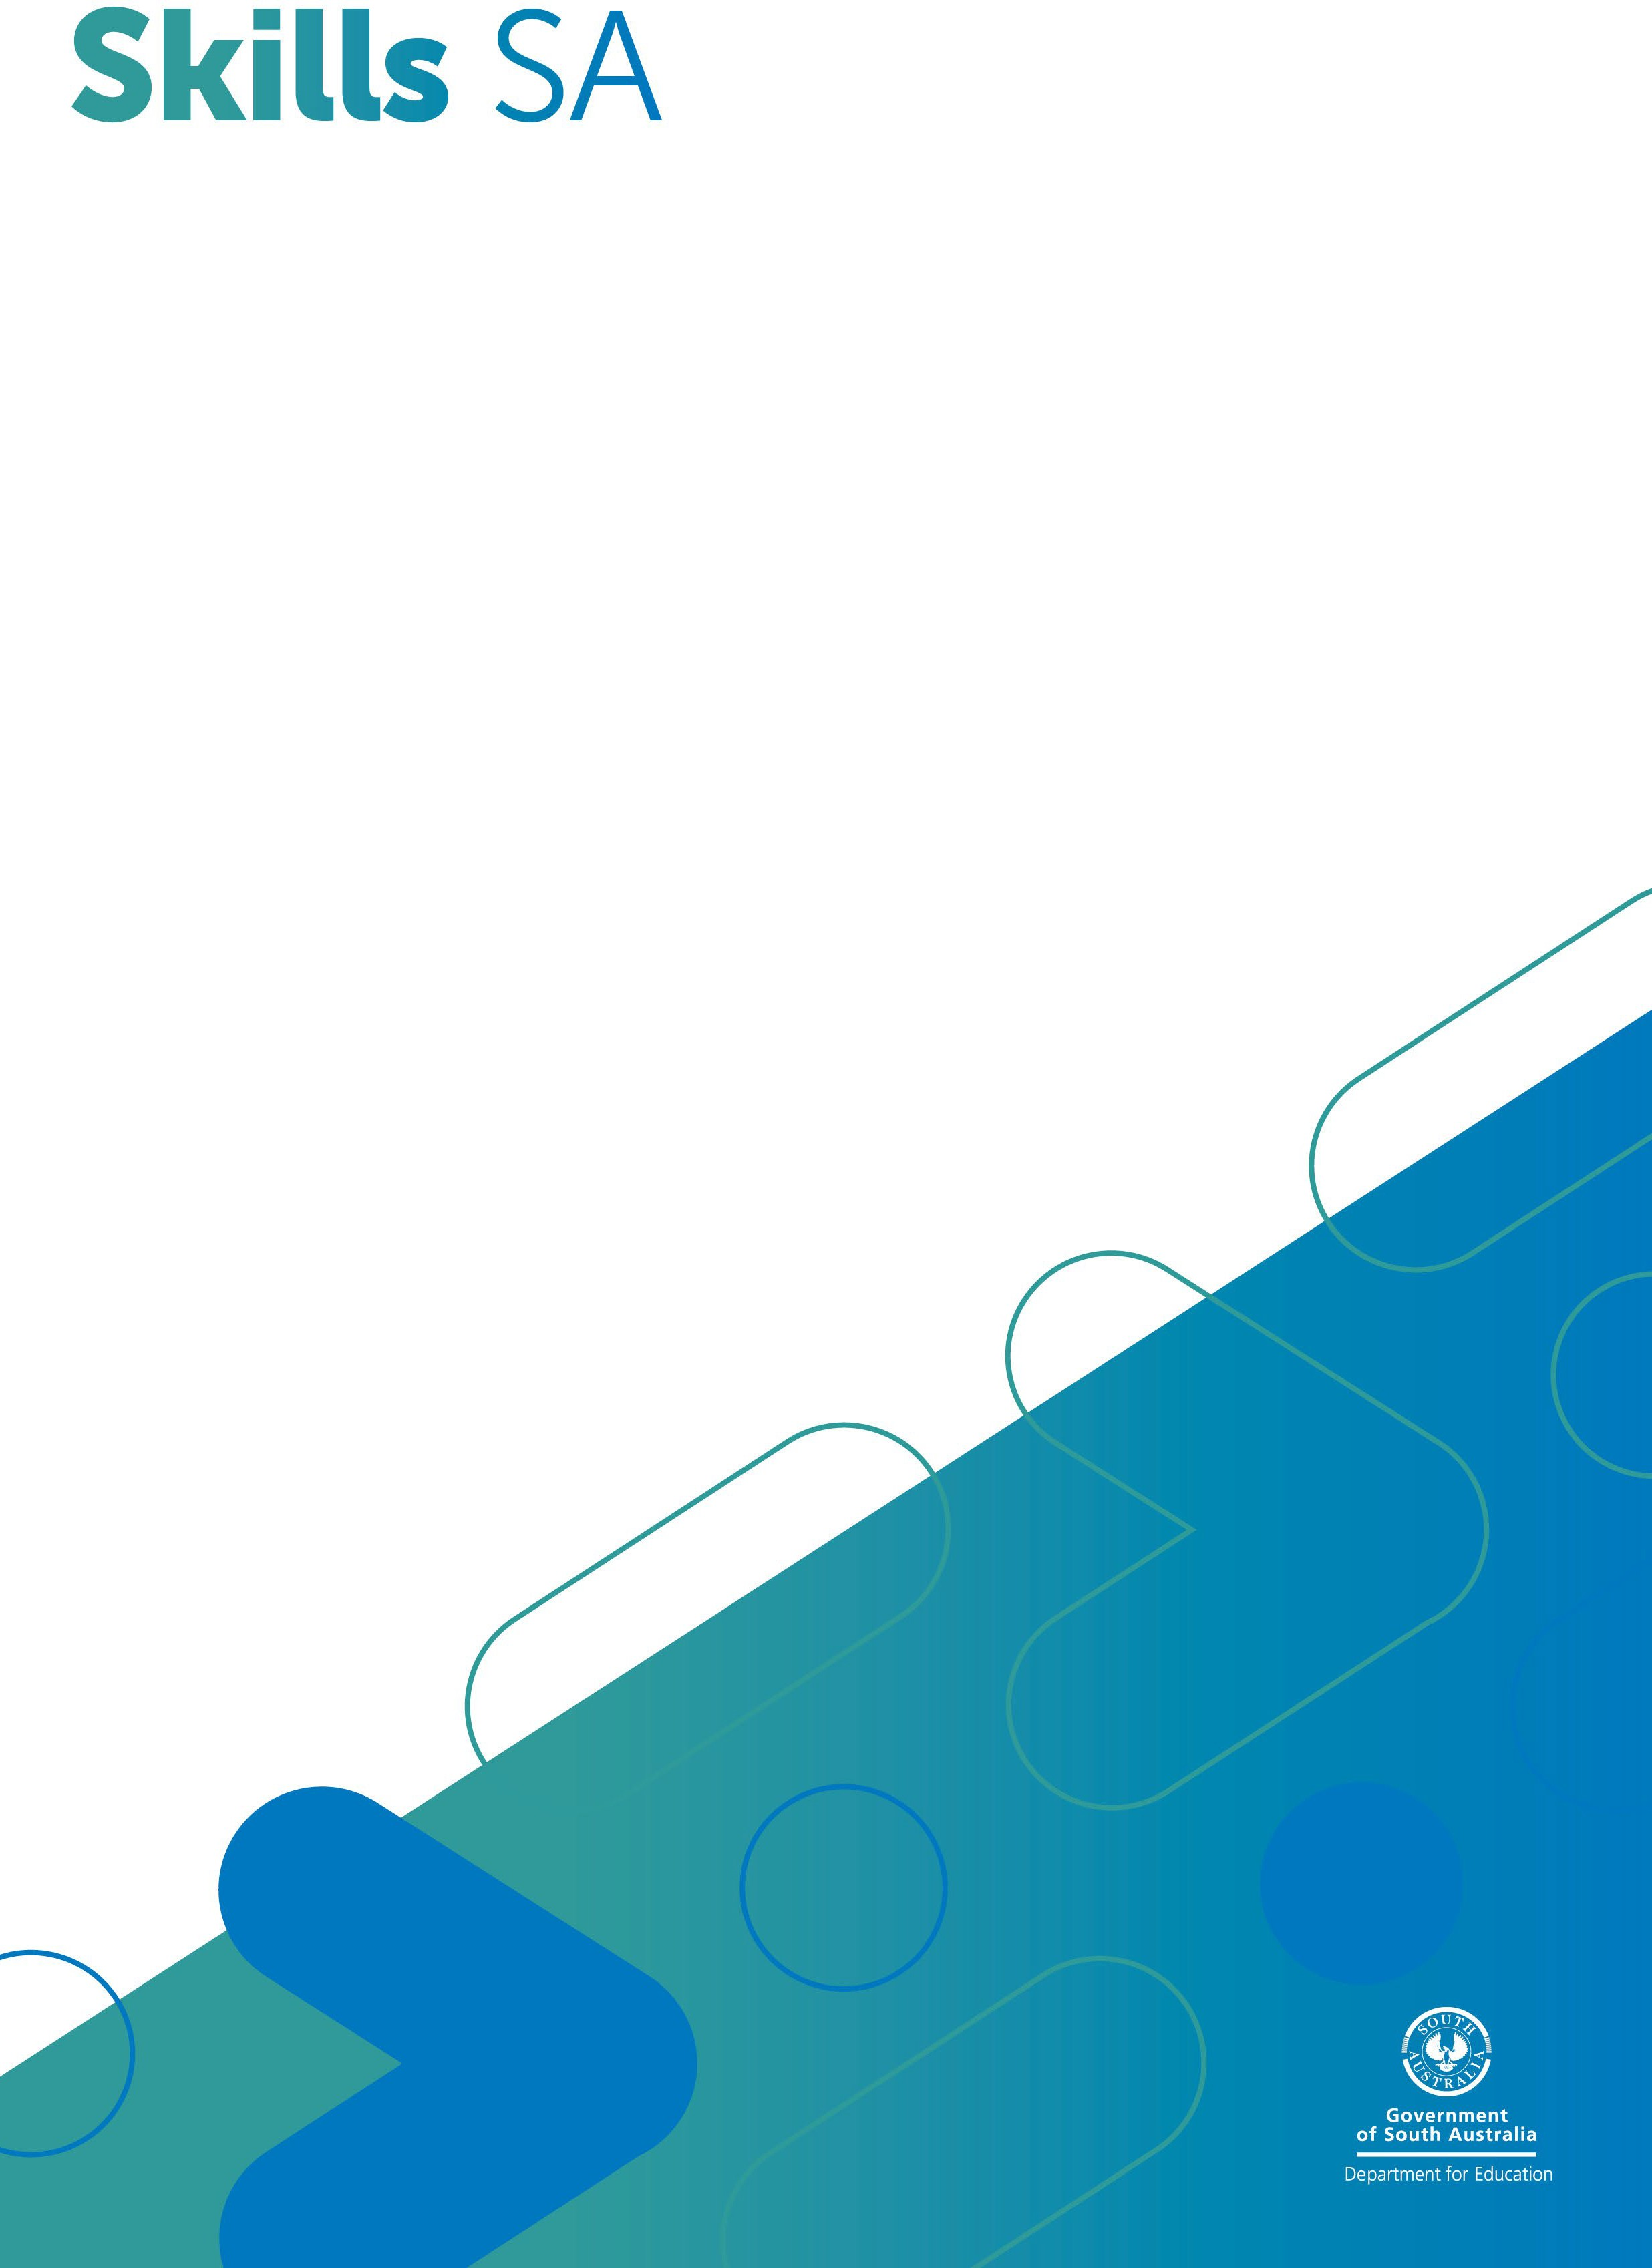 Skills SA
SOUTH AUSTRALIA
Government
of South Australia
Department for Education